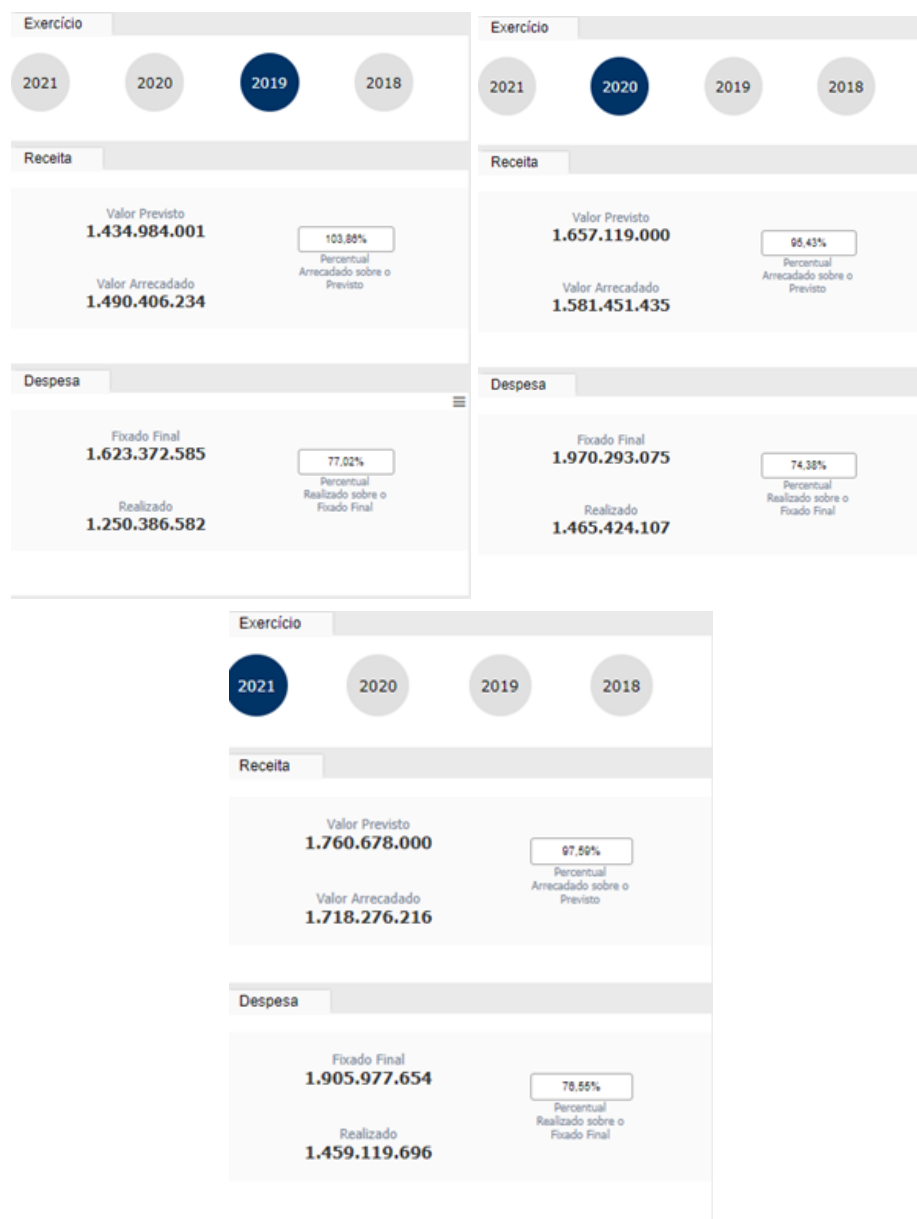 Exercício
2021 2020 2019 2018
Receita
Valor Previsto
1.434.984.001
103,86%
Percentual
Arrecadado sobre o
Previsto
Valor Arrecadado
1.490.406.234
Despesa
Fixado Final
1.623.372.585
77,02%
Percentual
Realizado sobre o
Fixado Final
Realizado
1.250.386.582
Exercício
2021 2020 2019 2018
Receita
Valor Previsto
1.657.119.000
95,43%
Percentual
Arrecadado sobre o
Previsto
Valor Arrecadado
1.581.451.435
Despesa
Fixado Final
1.970.293.075
74,38%
Percentual
Realizado sobre o
Fixado Final
Realizado
1.465.424.107
Exercício
2021 2020 2019 2018
Receita
Valor Previsto
1.760.678.000
97,59%
Percentual
Arrecadado sobre o
Previsto
Valor Arrecadado
1.718.276.216
Despesa
Fixado Final
1.905.977.654
76,55%
Percentual
Realizado sobre o
Fixado Final
Realizado
1.459.119.696